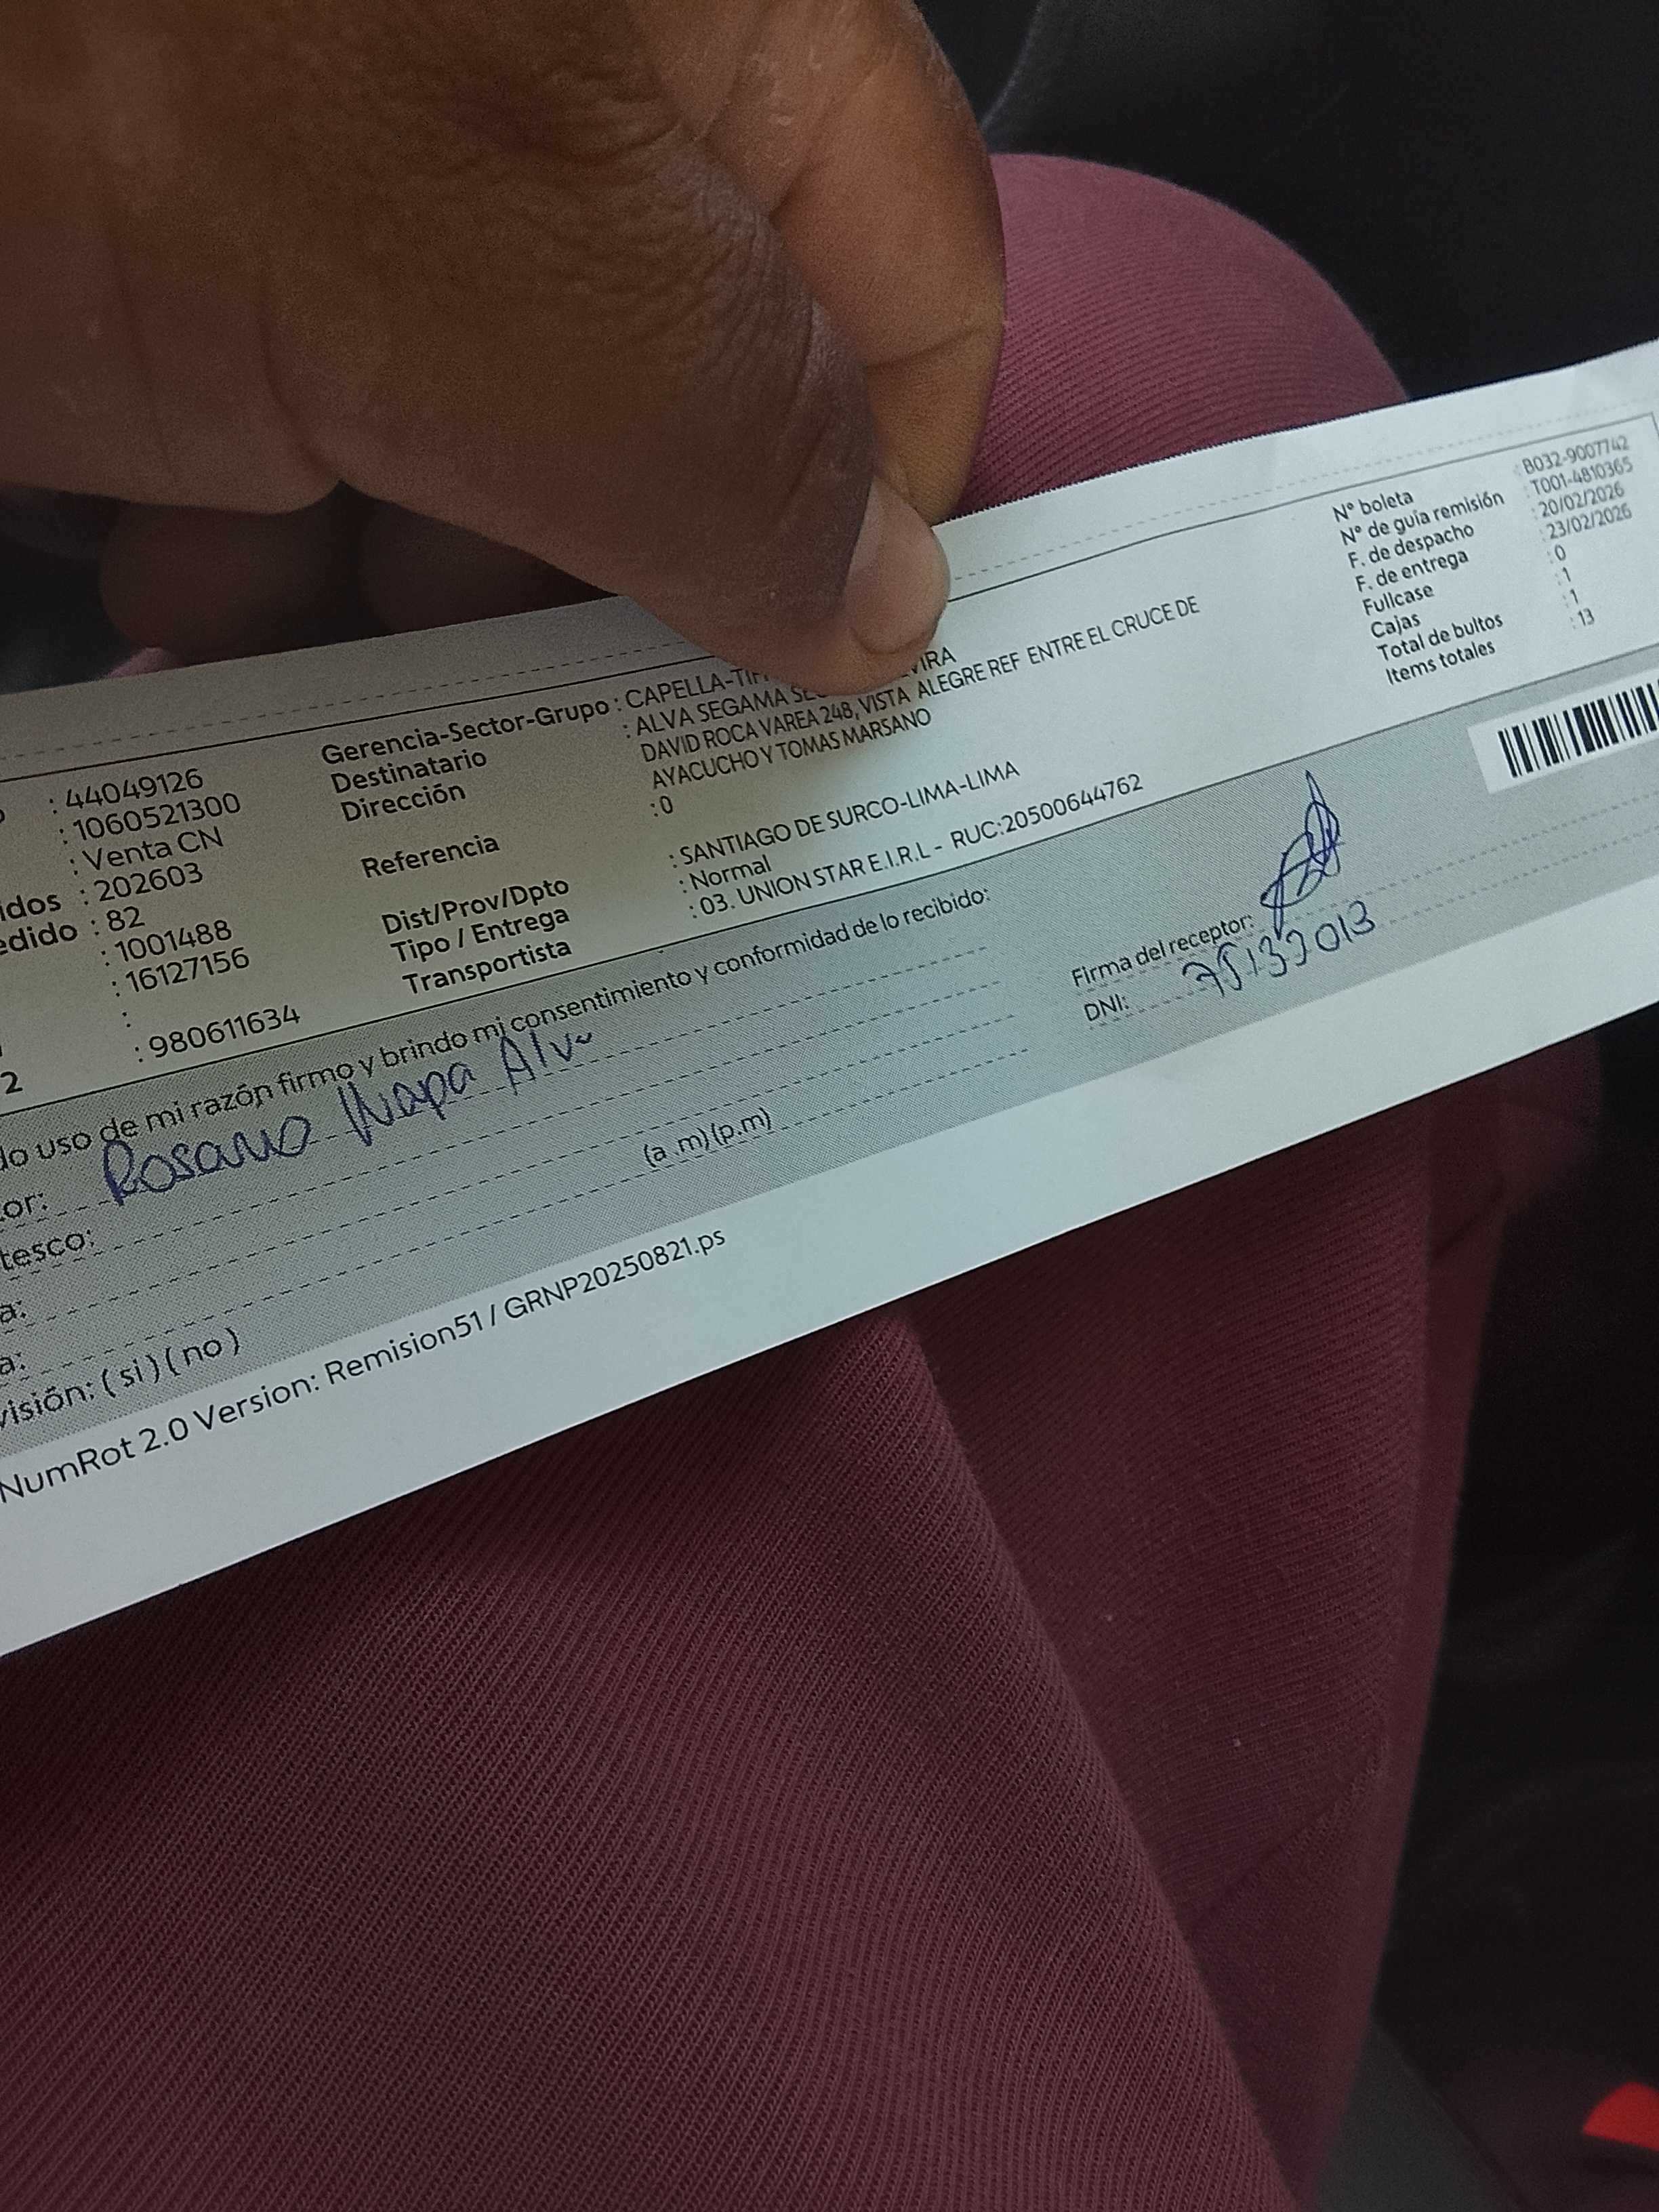 Nº boleta : B032-9007742
Nº de guía remisión : T001-4810365
F. de despacho : 20/02/2026
F. de entrega : 23/02/2026
Fullcase : 0
Cajas : 1
Total de bultos : 1
Items totales : 13
Gerencia-Sector-Grupo : CAPELLA-
Destinatario : ALVA SEGAMA
Dirección DAVID ROCA VAREA 248, VISTA ALEGRE REF ENTRE EL CRUCE DE
AYACUCHO Y TOMAS MARSANO
Referencia : 0
Dist/Prov/Dpto : SANTIAGO DE SURCO-LIMA-LIMA
Tipo / Entrega : Normal
Transportista : 03. UNION STAR E.I.R.L - RUC:20500644762
: 44049126
: 1060521300
: Venta CN
idos : 202603
edido : 82
: 1001488
: 16127156
:
2 : 980611634
do uso de mi razón firmo y brindo mi consentimiento y conformidad de lo recibido:
or: Rosario Alva
tesco:
a:
a: (a .m) (p.m)
visión: ( si ) ( no )
Firma del receptor:
DNI:
NumRot 2.0 Version: Remision51 / GRNP20250821.ps